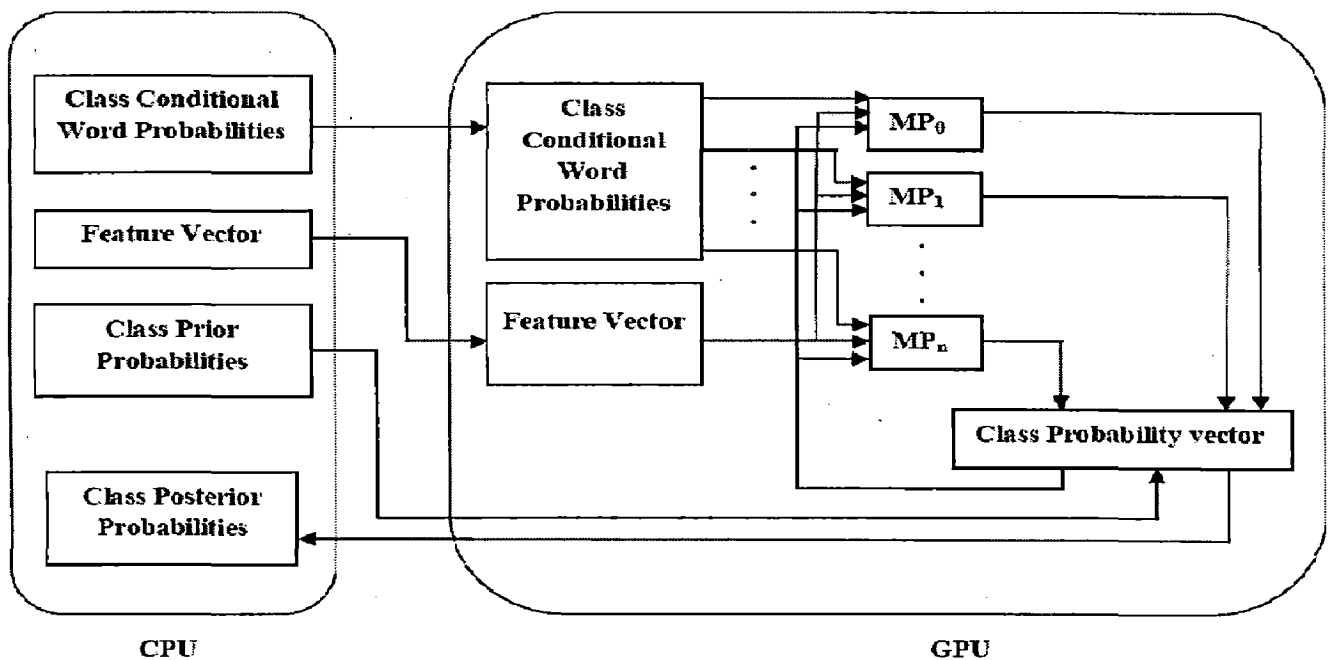 Class Conditional
Word Probabilities
Feature Vector
Class Prior
Probabilities
Class Posterior
Probabilities
CPU
Class
Conditional
Word
Probabilities
Feature Vector
MP₀
MP₁
MPₙ
Class Probability vector
GPU